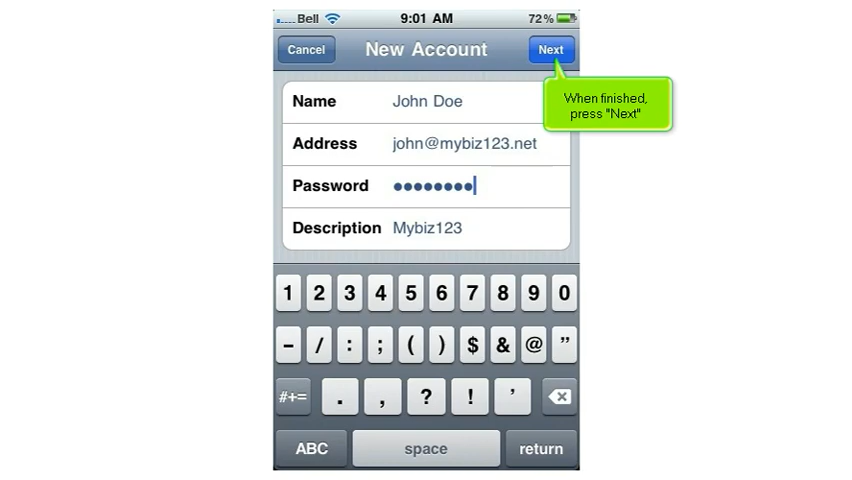 Bell 9:01 AM 72%
Cancel New Account Next
When finished,
press "Next"
Name John Doe
Address john@mybiz123.net
Password ••••••••
Description Mybiz123
1 2 3 4 5 6 7 8 9 0
- / : ; ( ) $ & @ ”
#+= . , ? ! ’
ABC space return